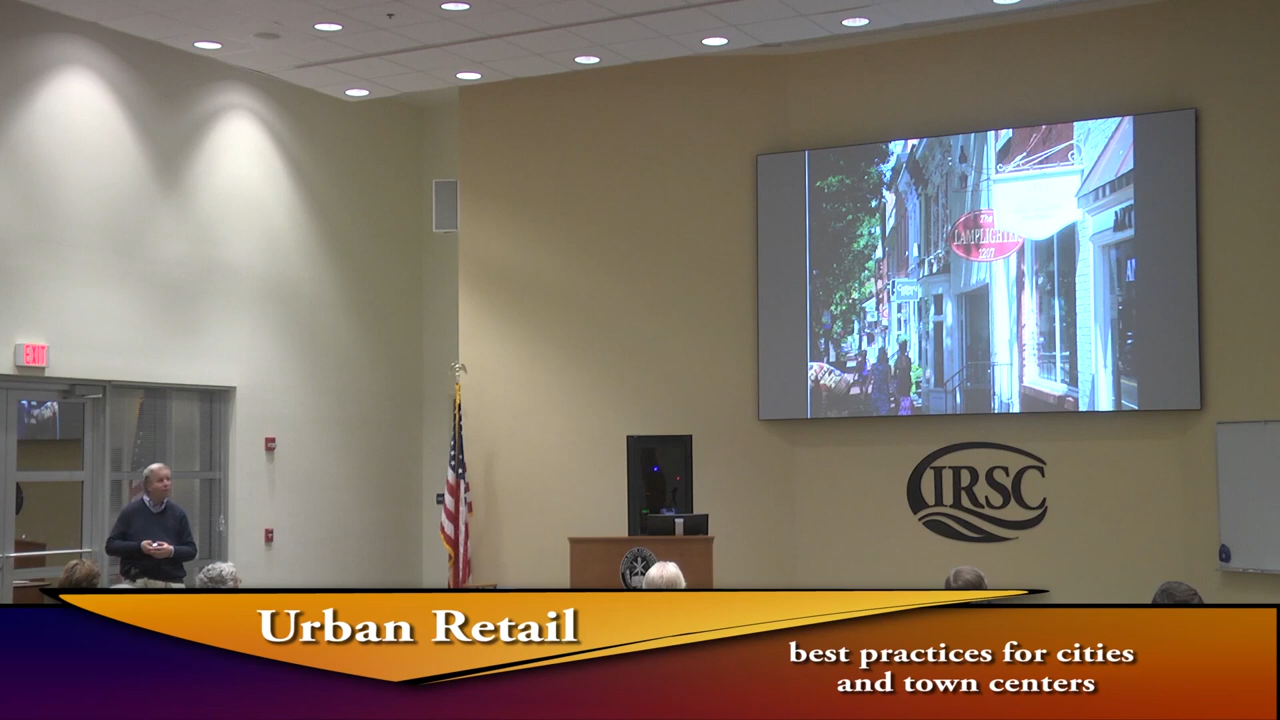 The
LAMPLIGHTER
1207
EXIT
IRSC
Urban Retail
best practices for cities
and town centers